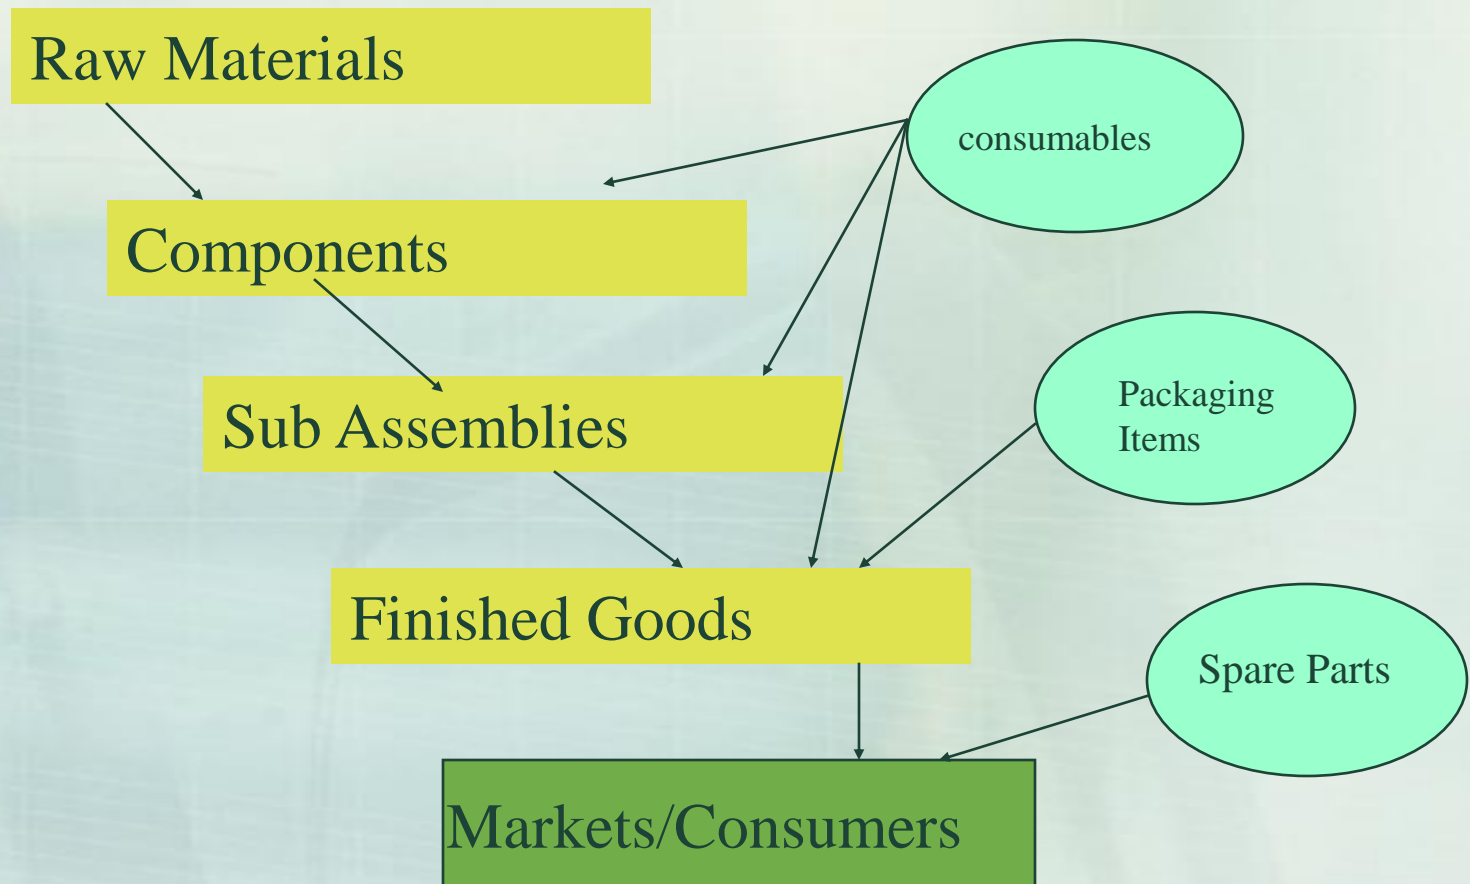 Raw Materials
consumables
Components
Packaging
Items
Sub Assemblies
Finished Goods
Spare Parts
Markets/Consumers